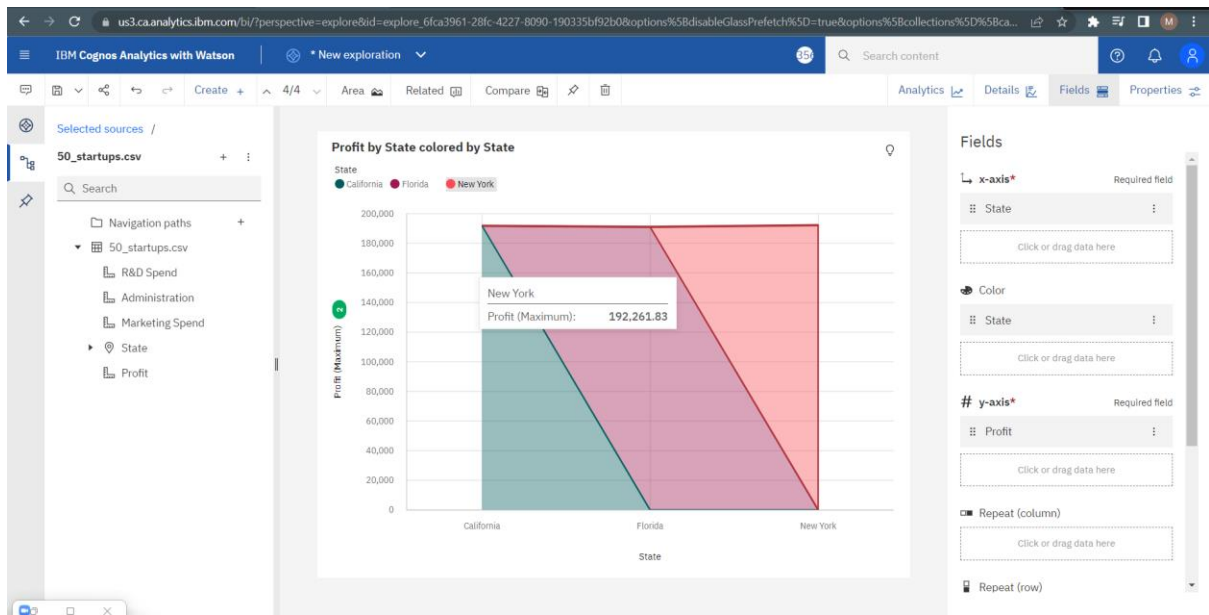 us3.ca.analytics.ibm.com/bi/?perspective=explore&id=explore_6fca3961-28fc-4227-8090-190335bf92b0&options%5BdisableGlassPrefetch%5D=true&options%5Bcollections%5D%5Bca... M
IBM Cognos Analytics with Watson * New exploration Search content
Create + 4/4 Area Related Compare Analytics Details Fields Properties
Selected sources /
50_startups.csv
Search
Navigation paths
50_startups.csv
R&D Spend
Administration
Marketing Spend
State
Profit
Profit by State colored by State
State
California Florida New York
200,000
180,000
160,000
140,000
120,000
100,000
80,000
60,000
40,000
20,000
0
Profit (Maximum)
2
New York
Profit (Maximum): 192,261.83
California Florida New York
State
Fields
x-axis* Required field
State
Click or drag data here
Color
State
Click or drag data here
# y-axis* Required field
Profit
Click or drag data here
Repeat (column)
Click or drag data here
Repeat (row)